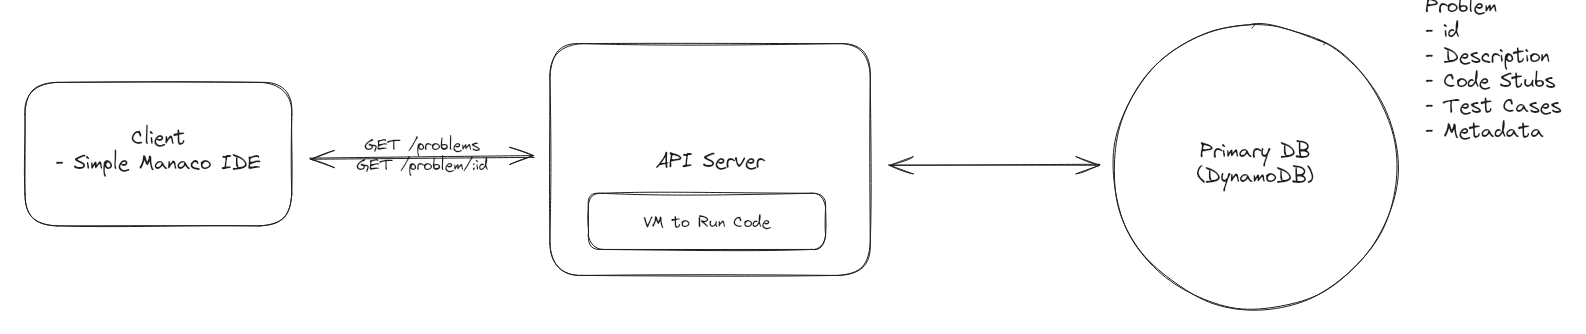 Client
- Simple Manaco IDE
GET /problems
GET /problem/:id
API Server
VM to Run Code
Primary DB
(DynamoDB)
Problem
- id
- Description
- Code Stubs
- Test Cases
- Metadata